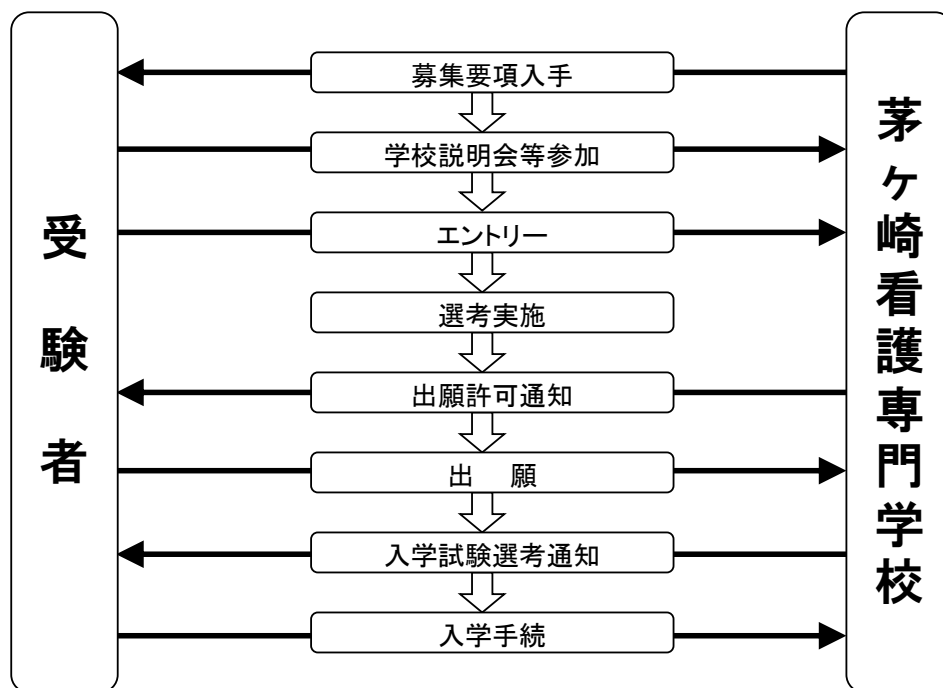 受験者
募集要項入手
学校説明会等参加
エントリー
選考実施
出願許可通知
出　願
入学試験選考通知
入学手続
茅ヶ崎看護専門学校